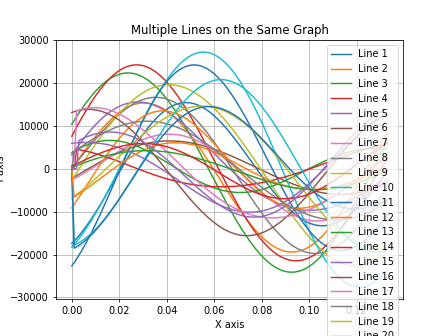 Multiple Lines on the Same Graph
30000
20000
10000
0
−10000
−20000
−30000
0.00
0.02
0.04
0.06
0.08
0.10
X axis
axis
Line 1
Line 2
Line 3
Line 4
Line 5
Line 6
Line 7
Line 8
Line 9
Line 10
Line 11
Line 12
Line 13
Line 14
Line 15
Line 16
Line 17
Line 18
Line 19
Line 20